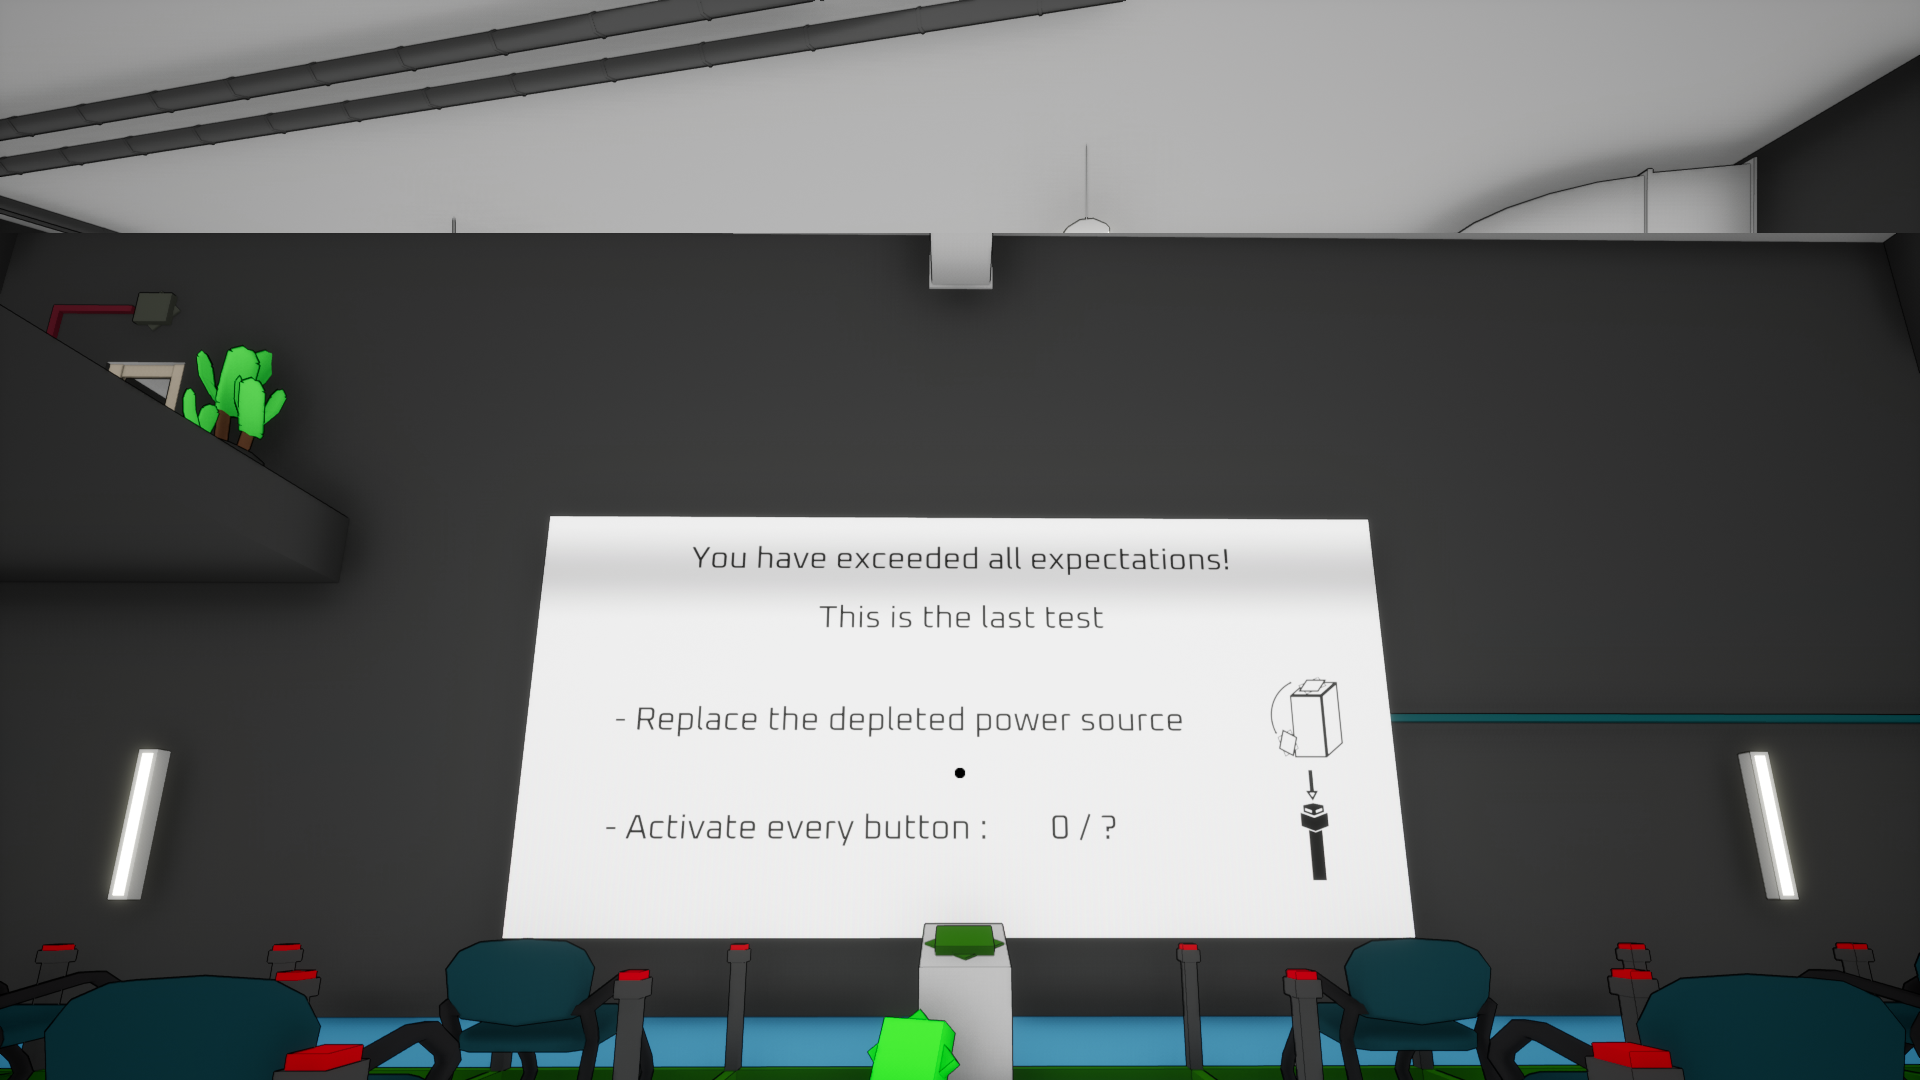 You have exceeded all expectations!
This is the last test
- Replace the depleted power source
- Activate every button : 0 / ?